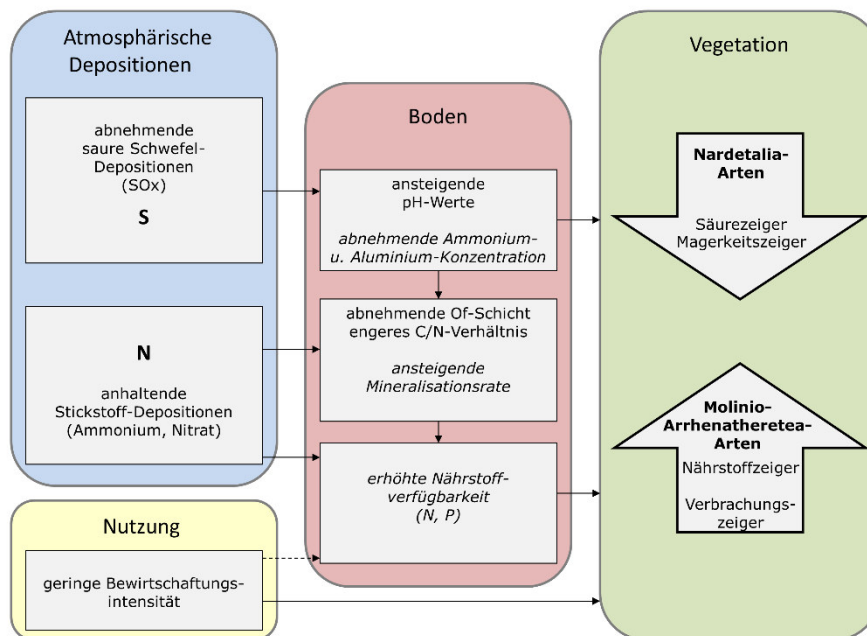 Atmosphärische
Depositionen
abnehmende
saure Schwefel-
Depositionen
(SOx)
S
N
anhaltende
Stickstoff-Depositionen
(Ammonium, Nitrat)
Nutzung
geringe Bewirtschaftungs-
intensität
Boden
ansteigende
pH-Werte
abnehmende Ammonium-
u. Aluminium-Konzentration
abnehmende Of-Schicht
engeres C/N-Verhältnis
ansteigende
Mineralisationsrate
erhöhte Nährstoff-
verfügbarkeit
(N, P)
Vegetation
Nardetalia-
Arten
Säurezeiger
Magerkeitszeiger
Molinio-
Arrhenatheretea-
Arten
Nährstoffzeiger
Verbrachungs-
zeiger